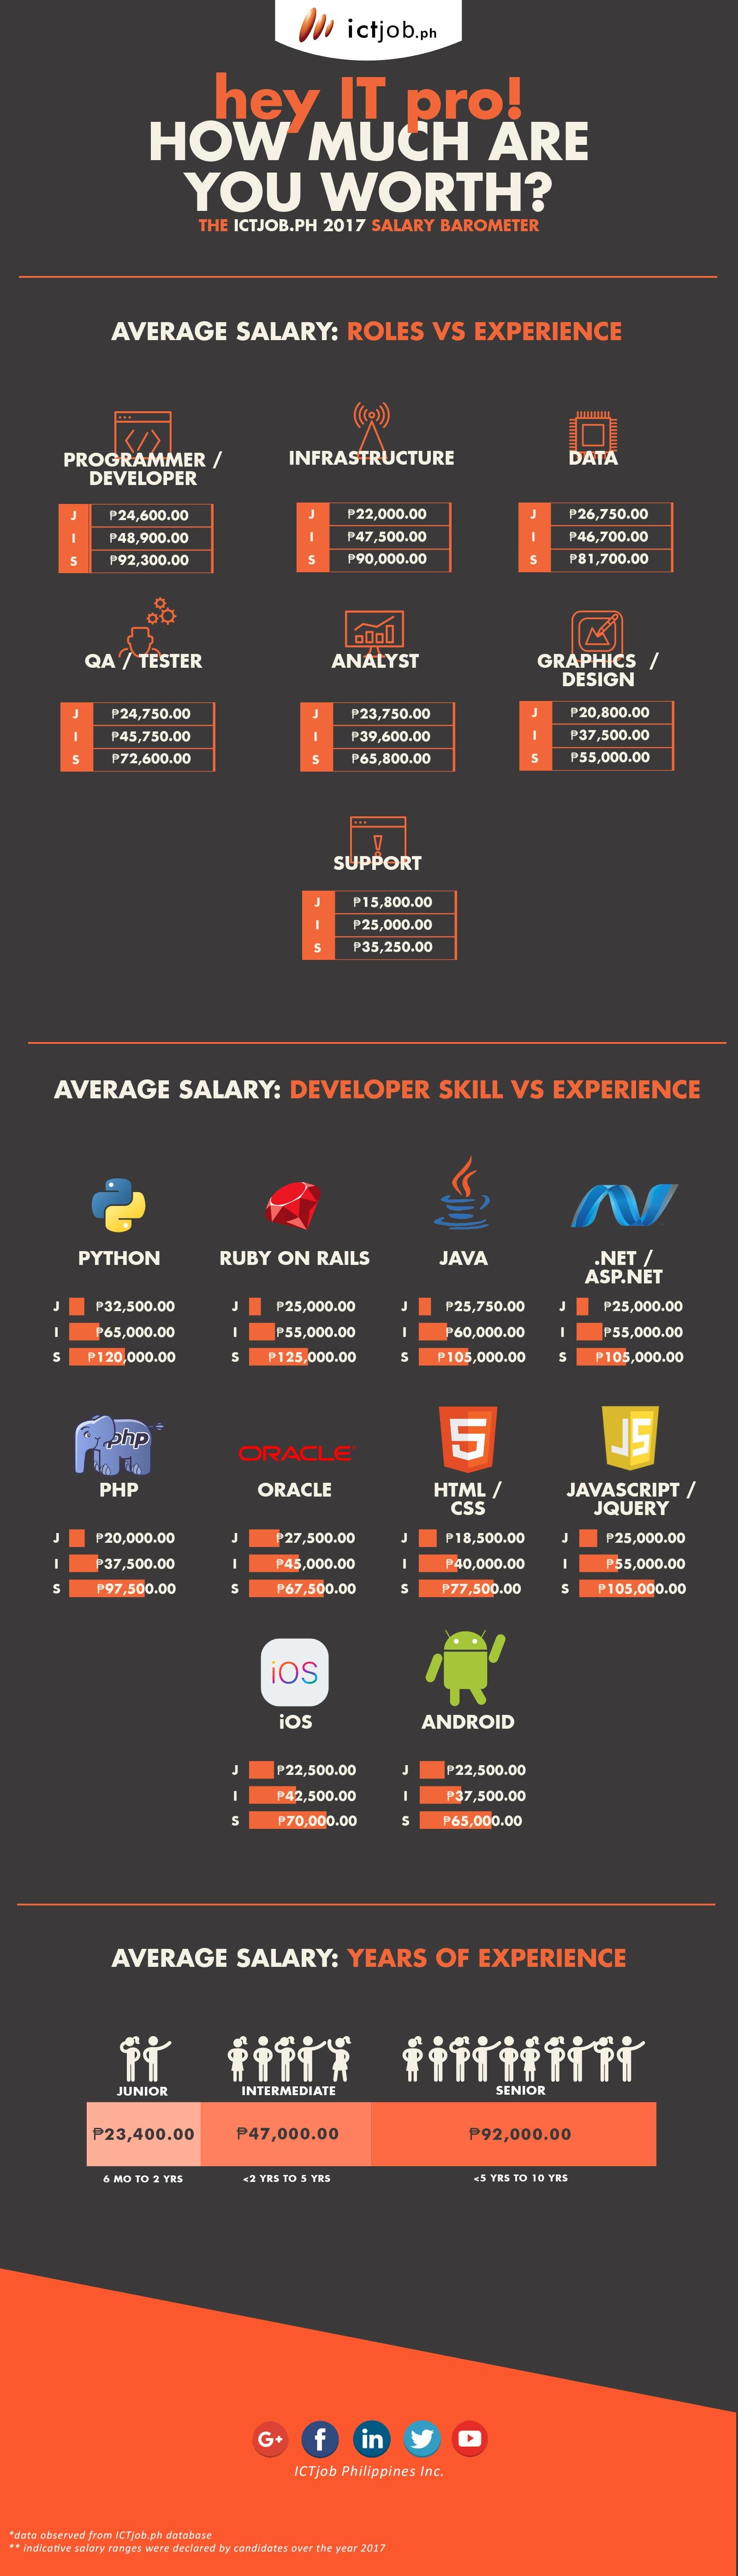 ictjob.ph
hey IT pro!
HOW MUCH ARE
YOU WORTH?
THE ICTJOB.PH 2017 SALARY BAROMETER
AVERAGE SALARY: ROLES VS EXPERIENCE
PROGRAMMER /
DEVELOPER
J ₱24,600.00
I ₱48,900.00
S ₱92,300.00
INFRASTRUCTURE
J ₱22,000.00
I ₱47,500.00
S ₱90,000.00
DATA
J ₱26,750.00
I ₱46,700.00
S ₱81,700.00
QA / TESTER
J ₱24,750.00
I ₱45,750.00
S ₱72,600.00
ANALYST
J ₱23,750.00
I ₱39,600.00
S ₱65,800.00
GRAPHICS /
DESIGN
J ₱20,800.00
I ₱37,500.00
S ₱55,000.00
SUPPORT
J ₱15,800.00
I ₱25,000.00
S ₱35,250.00
AVERAGE SALARY: DEVELOPER SKILL VS EXPERIENCE
PYTHON
J ₱32,500.00
I ₱65,000.00
S ₱120,000.00
RUBY ON RAILS
J ₱25,000.00
I ₱55,000.00
S ₱125,000.00
JAVA
J ₱25,750.00
I ₱60,000.00
S ₱105,000.00
.NET /
ASP.NET
J ₱25,000.00
I ₱55,000.00
S ₱105,000.00
php
PHP
J ₱20,000.00
I ₱37,500.00
S ₱97,500.00
ORACLE
ORACLE
J ₱27,500.00
I ₱45,000.00
S ₱67,500.00
5
HTML /
CSS
J ₱18,500.00
I ₱40,000.00
S ₱77,500.00
JS
JAVASCRIPT /
JQUERY
J ₱25,000.00
I ₱55,000.00
S ₱105,000.00
iOS
iOS
J ₱22,500.00
I ₱42,500.00
S ₱70,000.00
ANDROID
J ₱22,500.00
I ₱37,500.00
S ₱65,000.00
AVERAGE SALARY: YEARS OF EXPERIENCE
JUNIOR INTERMEDIATE SENIOR
₱23,400.00 ₱47,000.00 ₱92,000.00
6 MO TO 2 YRS <2 YRS TO 5 YRS <5 YRS TO 10 YRS
G+ f in
ICTjob Philippines Inc.
*data observed from ICTjob.ph database
** indicative salary ranges were declared by candidates over the year 2017